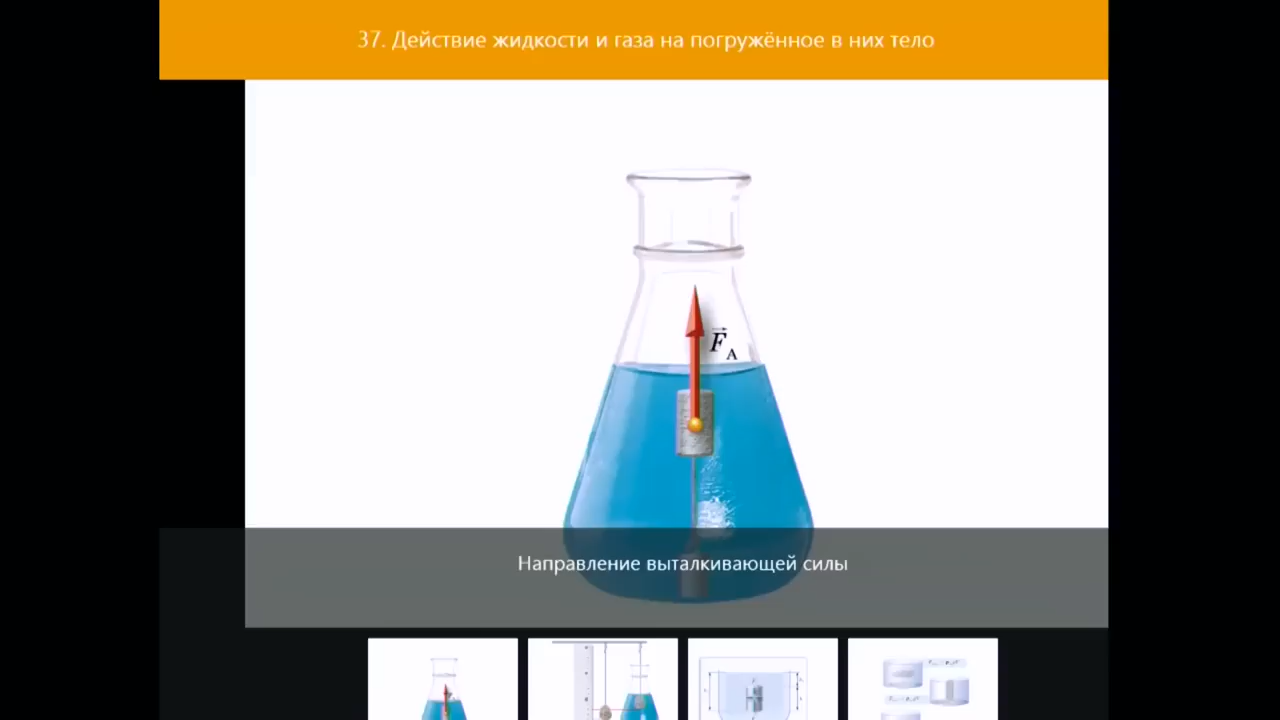 37. Действие жидкости и газа на погружённое в них тело
F A
Направление выталкивающей силы